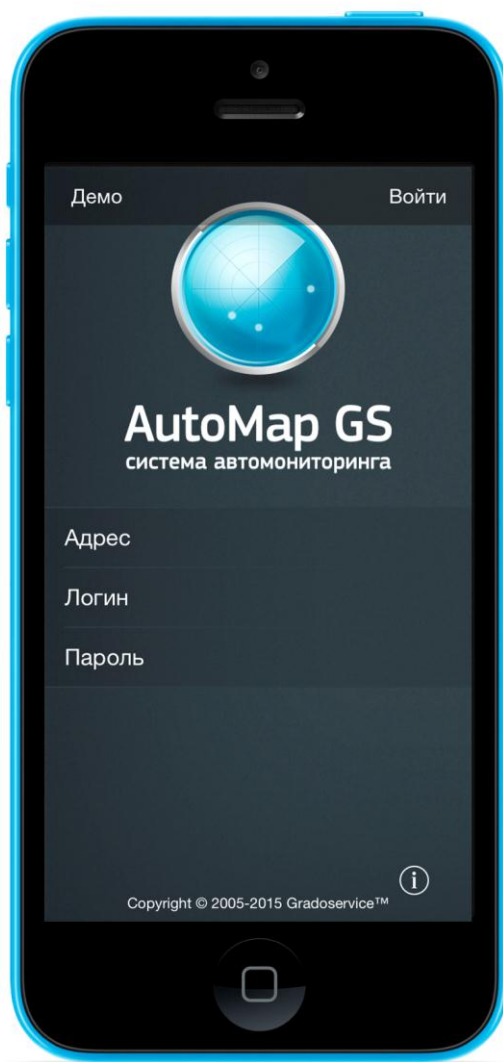 Демо
Войти
AutoMap GS
система автомониторинга
Адрес
Логин
Пароль
Copyright © 2005-2015 Gradoservice™